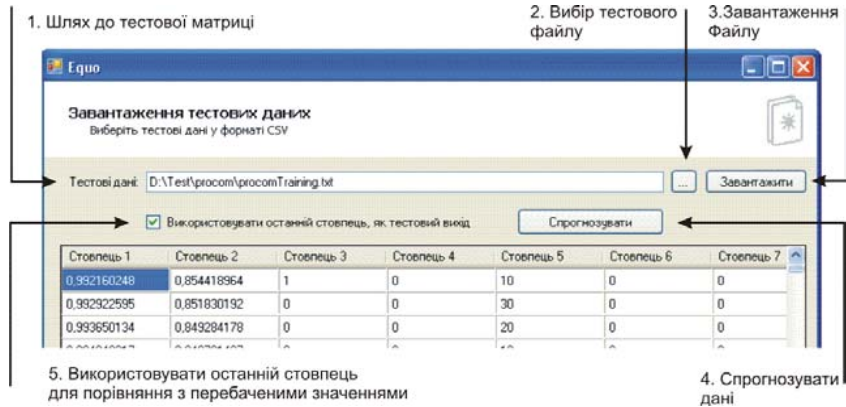 1. Шлях до тестової матриці
2. Вибір тестового
файлу
3.Завантаження
Файлу
Equo
Завантаження тестових даних
Виберіть тестові дані у форматі CSV
Тестові дані: D:\Test\procom\procomTraining.txt ... Завантажити
Використовувати останній стовпець, як тестовий вихід Спрогнозувати
Стовпець 1 Стовпець 2 Стовпець 3 Стовпець 4 Стовпець 5 Стовпець 6 Стовпець 7
0,992160248 0,854418964 1 0 10 0 0
0,992922595 0,851830192 0 0 30 0 0
0,993650134 0,849284178 0 0 20 0 0
5. Використовувати останній стовпець
для порівняння з перебаченими значеннями
4. Спрогнозувати
дані